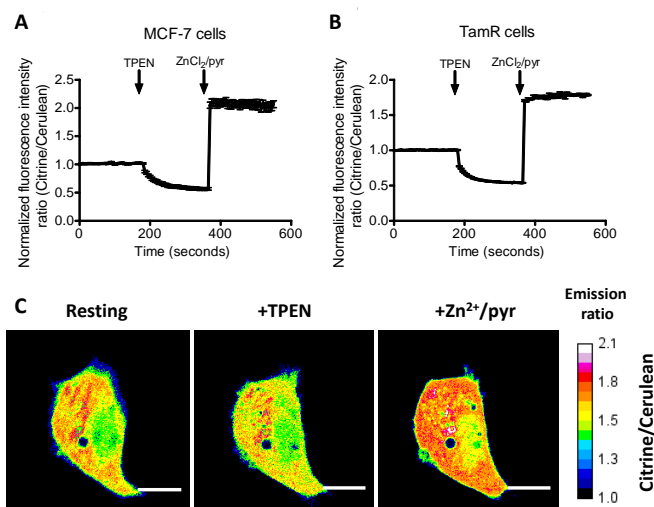 A
MCF-7 cells
TPEN
ZnCl₂/pyr
Normalized fluorescence intensity
ratio (Citrine/Cerulean)
2.5
2.0
1.5
1.0
0.5
0.0
0
200
400
600
Time (seconds)
B
TamR cells
TPEN
ZnCl₂/pyr
Normalized fluorescence intensity
ratio (Citrine/Cerulean)
2.0
1.5
1.0
0.5
0.0
0
200
400
600
Time (seconds)
C
Resting
+TPEN
+Zn²⁺/pyr
Emission
ratio
2.1
1.8
1.5
1.3
1.0
Citrine/Cerulean